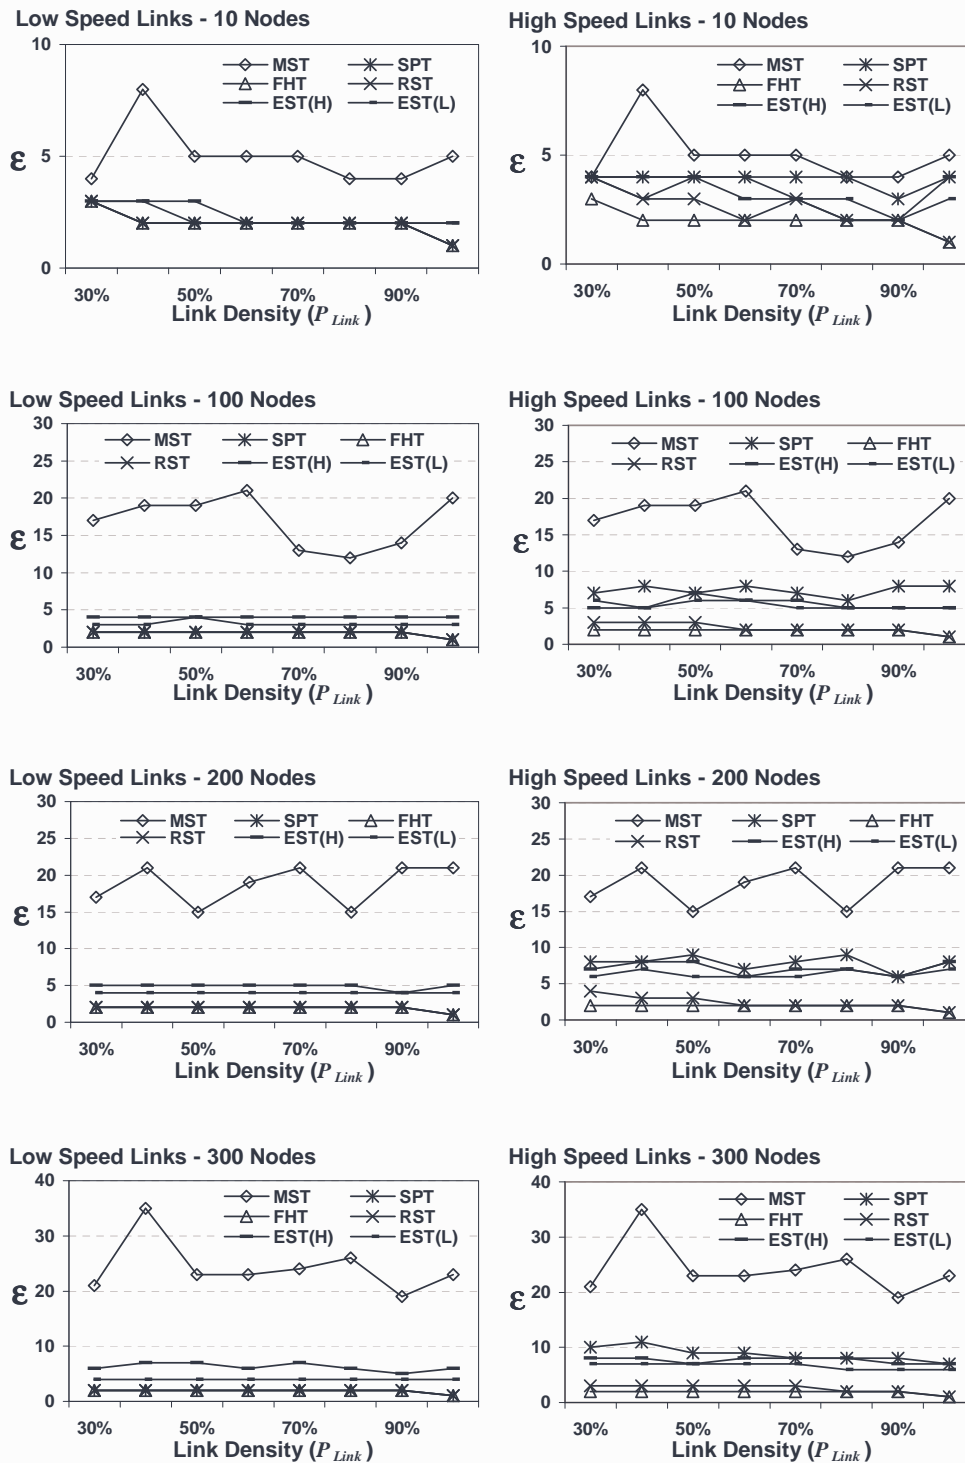 Low Speed Links - 10 Nodes
10
5
0
ε
MST SPT
FHT RST
EST(H) EST(L)
30% 50% 70% 90%
Link Density (P Link )
High Speed Links - 10 Nodes
10
5
0
ε
MST SPT
FHT RST
EST(H) EST(L)
30% 50% 70% 90%
Link Density (P Link )
Low Speed Links - 100 Nodes
30
25
20
15
10
5
0
ε
MST SPT FHT
RST EST(H) EST(L)
30% 50% 70% 90%
Link Density (P Link )
High Speed Links - 100 Nodes
30
25
20
15
10
5
0
ε
MST SPT FHT
RST EST(H) EST(L)
30% 50% 70% 90%
Link Density (P Link )
Low Speed Links - 200 Nodes
30
25
20
15
10
5
0
ε
MST SPT FHT
RST EST(H) EST(L)
30% 50% 70% 90%
Link Density (P Link )
High Speed Links - 200 Nodes
30
25
20
15
10
5
0
ε
MST SPT FHT
RST EST(H) EST(L)
30% 50% 70% 90%
Link Density (P Link )
Low Speed Links - 300 Nodes
40
30
20
10
0
ε
MST SPT
FHT RST
EST(H) EST(L)
30% 50% 70% 90%
Link Density (P Link )
High Speed Links - 300 Nodes
40
30
20
10
0
ε
MST SPT
FHT RST
EST(H) EST(L)
30% 50% 70% 90%
Link Density (P Link )